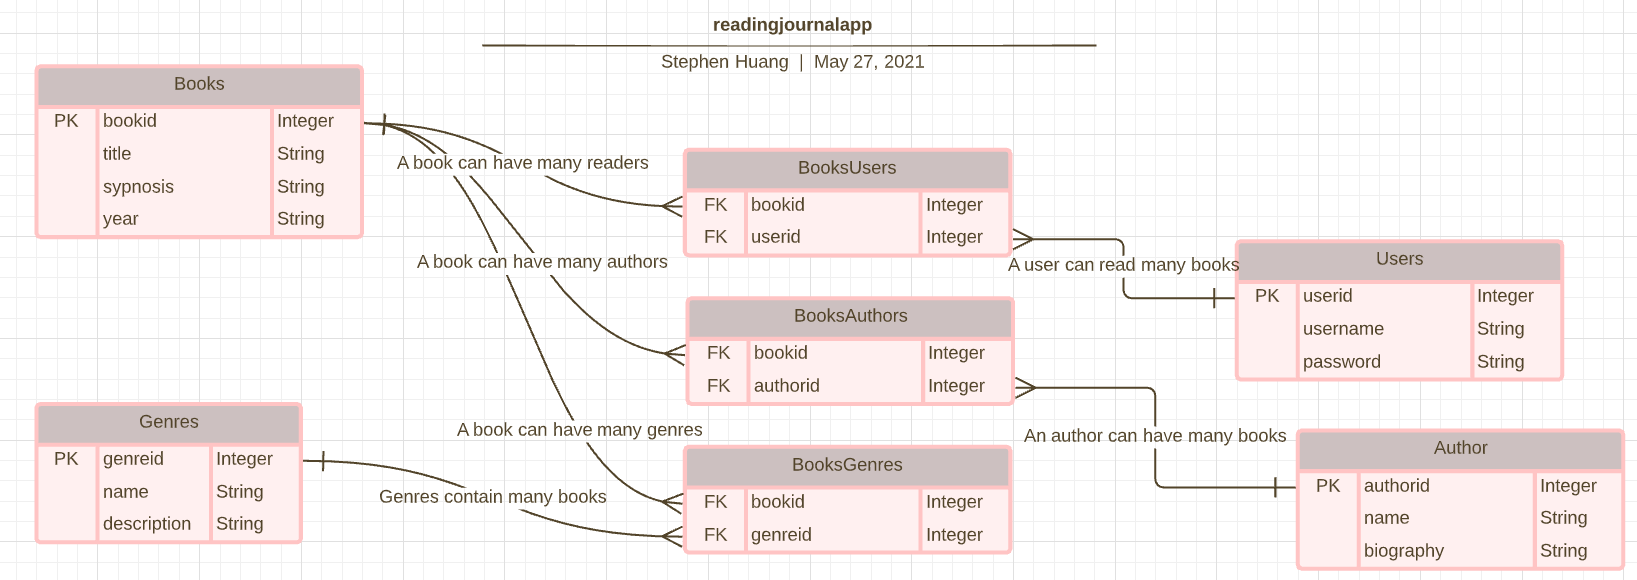 readingjournalapp
Stephen Huang | May 27, 2021
Books
PK bookid Integer
title String
sypnosis String
year String
A book can have many readers
A book can have many authors
A book can have many genres
BooksUsers
FK bookid Integer
FK userid Integer
A user can read many books
Users
PK userid Integer
username String
password String
BooksAuthors
FK bookid Integer
FK authorid Integer
An author can have many books
Author
PK authorid Integer
name String
biography String
Genres
PK genreid Integer
name String
description String
Genres contain many books
BooksGenres
FK bookid Integer
FK genreid Integer